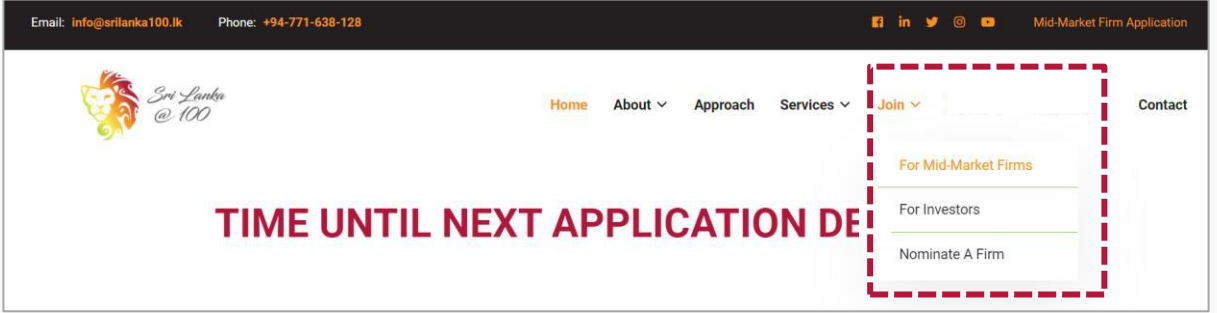 Email: info@srilanka100.lk Phone: +94-771-638-128 Mid-Market Firm Application
Sri Lanka
@ 100
Home About Approach Services Join Contact
For Mid-Market Firms
For Investors
Nominate A Firm
TIME UNTIL NEXT APPLICATION DE